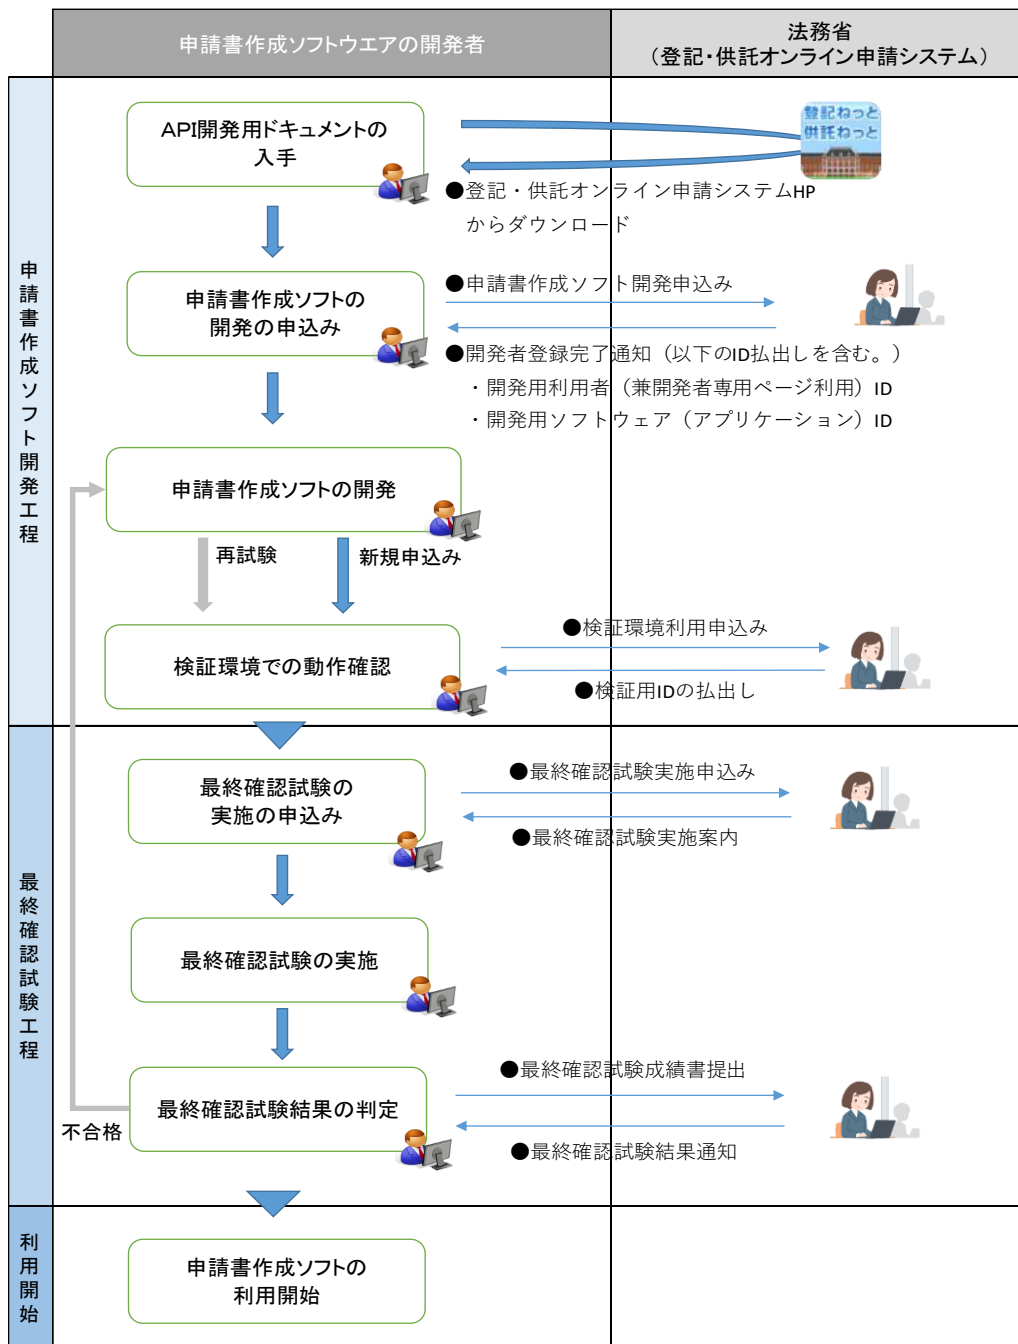 申請書作成ソフトウエアの開発者
法務省
（登記・供託オンライン申請システム）
申請書作成ソフト開発工程
API開発用ドキュメントの
入手
登記ねっと
供託ねっと
●登記・供託オンライン申請システムHP
からダウンロード
申請書作成ソフトの
開発の申込み
●申請書作成ソフト開発申込み
●開発者登録完了通知（以下のID払出しを含む。）
・開発用利用者（兼開発者専用ページ利用）ID
・開発用ソフトウェア（アプリケーション）ID
申請書作成ソフトの開発
再試験
新規申込み
検証環境での動作確認
●検証環境利用申込み
●検証用IDの払出し
最終確認試験工程
最終確認試験の
実施の申込み
●最終確認試験実施申込み
●最終確認試験実施案内
最終確認試験の実施
最終確認試験結果の判定
●最終確認試験成績書提出
●最終確認試験結果通知
不合格
利用開始
申請書作成ソフトの
利用開始